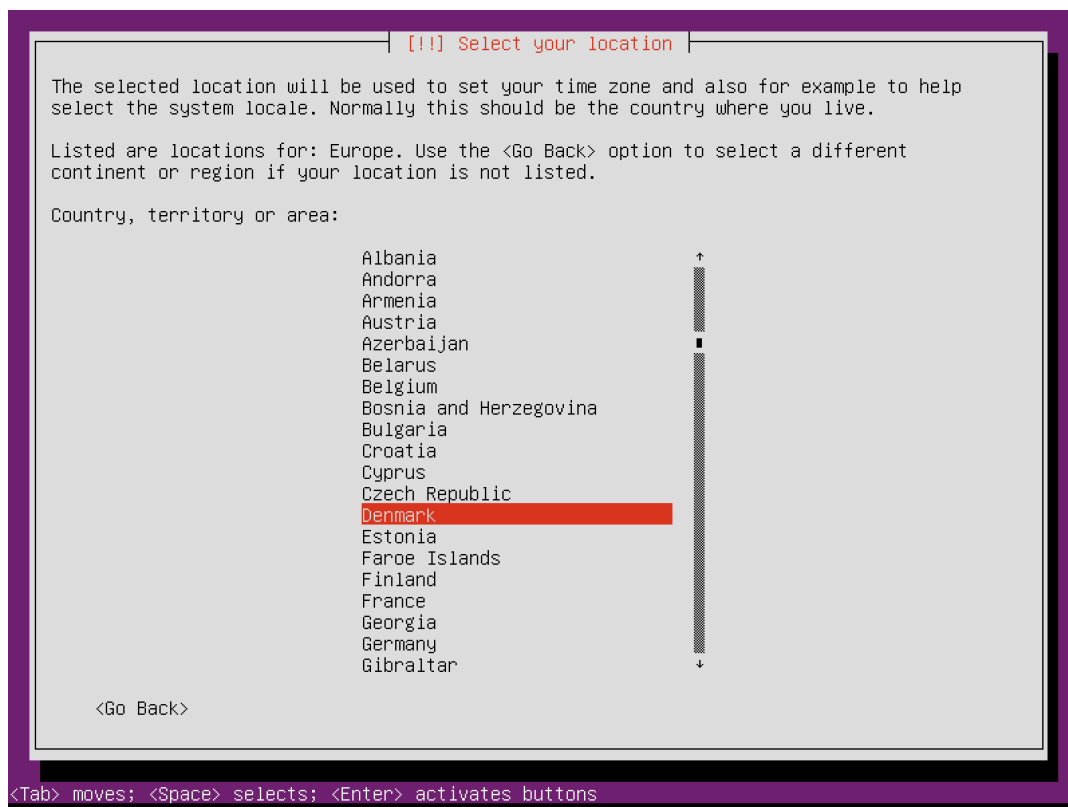 [!!] Select your location
The selected location will be used to set your time zone and also for example to help
select the system locale. Normally this should be the country where you live.
Listed are locations for: Europe. Use the <Go Back> option to select a different
continent or region if your location is not listed.
Country, territory or area:
Albania
Andorra
Armenia
Austria
Azerbaijan
Belarus
Belgium
Bosnia and Herzegovina
Bulgaria
Croatia
Cyprus
Czech Republic
Denmark
Estonia
Faroe Islands
Finland
France
Georgia
Germany
Gibraltar
<Go Back>
<Tab> moves; <Space> selects; <Enter> activates buttons